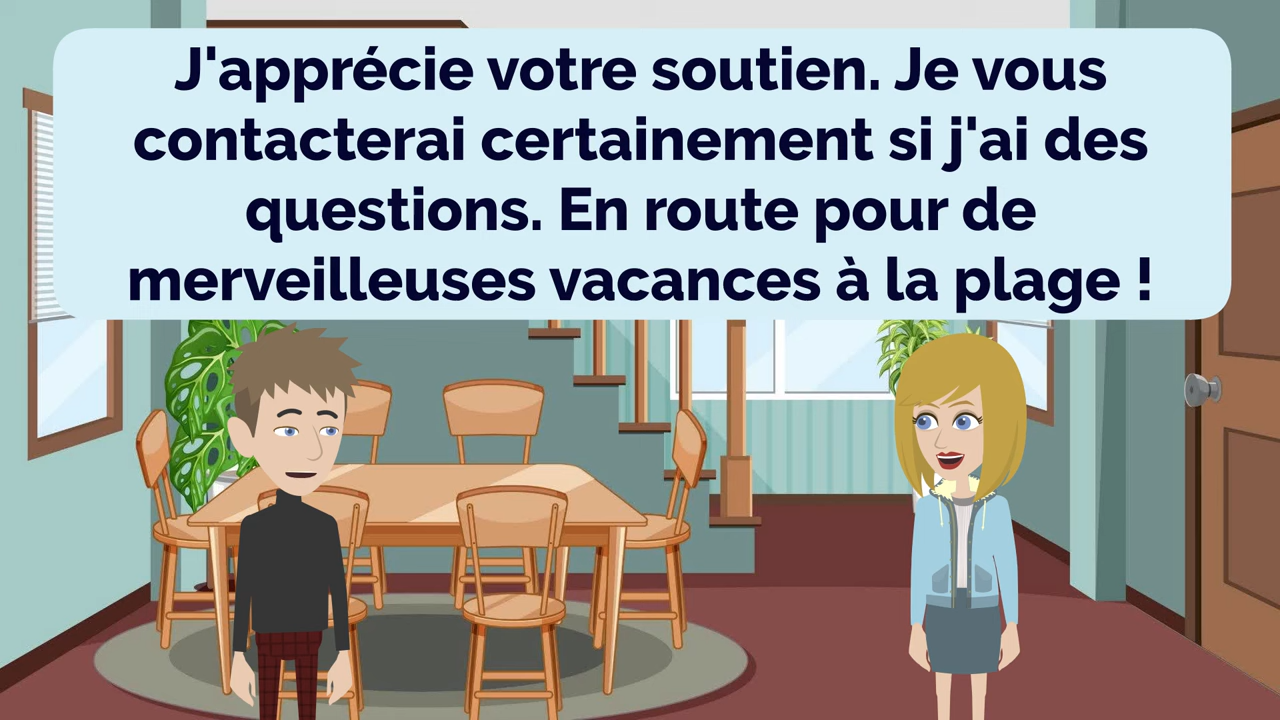 J'apprécie votre soutien. Je vous
contacterai certainement si j'ai des
questions. En route pour de
merveilleuses vacances à la plage !